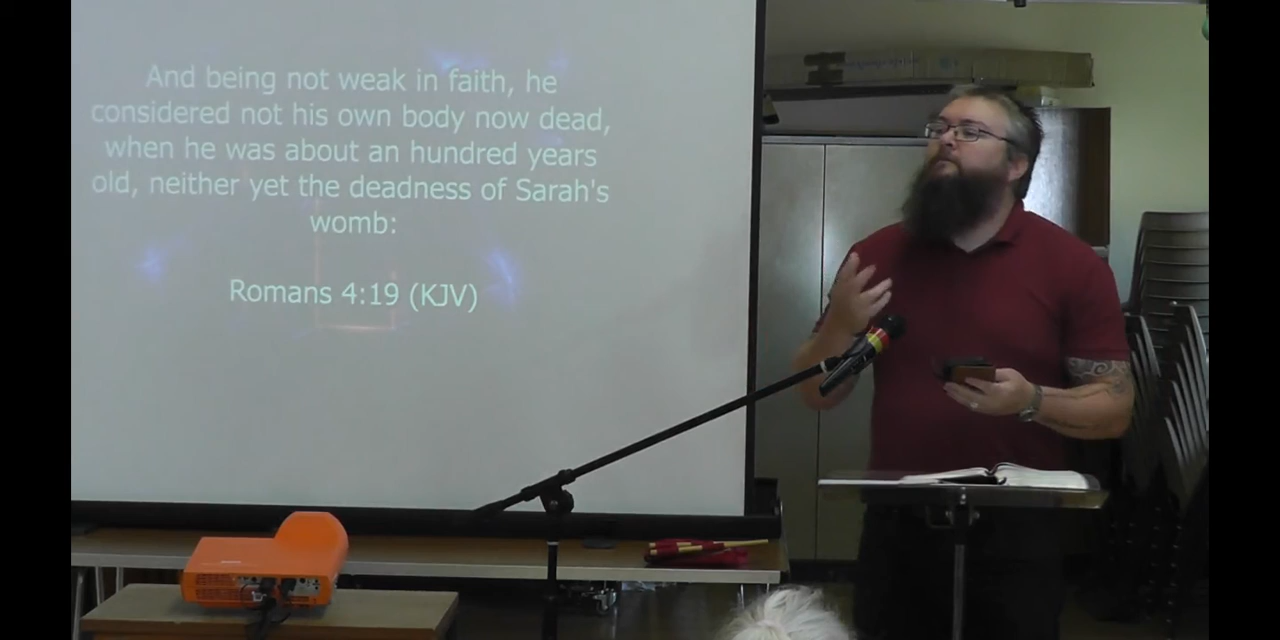 And being not weak in faith, he
considered not his own body now dead,
when he was about an hundred years
old, neither yet the deadness of Sarah's
womb:
Romans 4:19 (KJV)